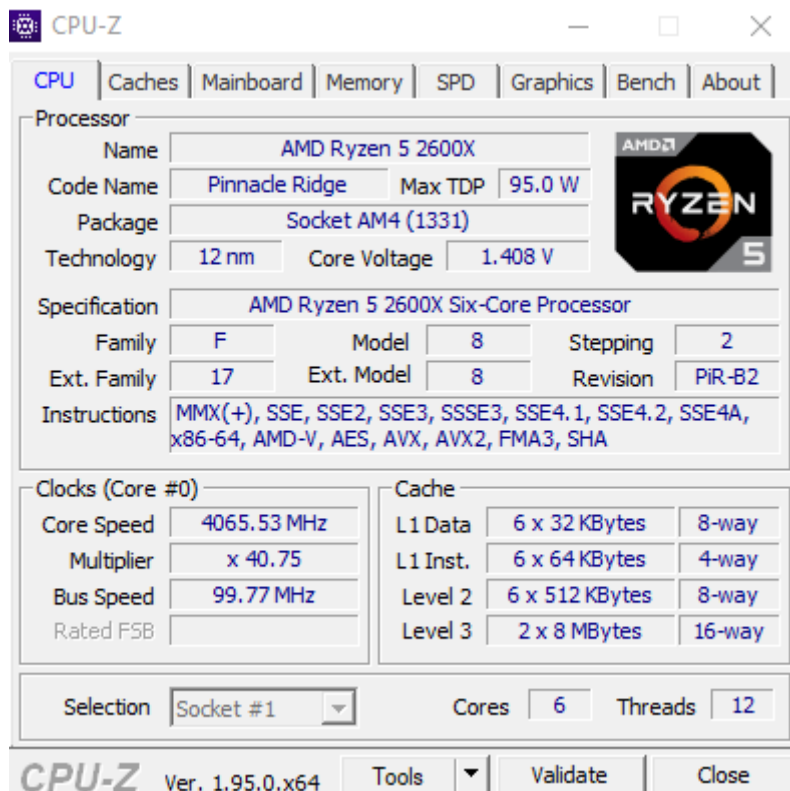 CPU-Z
CPU Caches Mainboard Memory SPD Graphics Bench About
Processor
Name AMD Ryzen 5 2600X
Code Name Pinnacle Ridge Max TDP 95.0 W
Package Socket AM4 (1331)
Technology 12 nm Core Voltage 1.408 V
AMD
RYZEN
5
Specification AMD Ryzen 5 2600X Six-Core Processor
Family F Model 8 Stepping 2
Ext. Family 17 Ext. Model 8 Revision PiR-B2
Instructions MMX(+), SSE, SSE2, SSE3, SSSE3, SSE4.1, SSE4.2, SSE4A,
x86-64, AMD-V, AES, AVX, AVX2, FMA3, SHA
Clocks (Core #0)
Core Speed 4065.53 MHz
Multiplier x 40.75
Bus Speed 99.77 MHz
Rated FSB
Cache
L1 Data 6 x 32 KBytes 8-way
L1 Inst. 6 x 64 KBytes 4-way
Level 2 6 x 512 KBytes 8-way
Level 3 2 x 8 MBytes 16-way
Selection Socket #1 Cores 6 Threads 12
CPU-Z Ver. 1.95.0.x64 Tools Validate Close